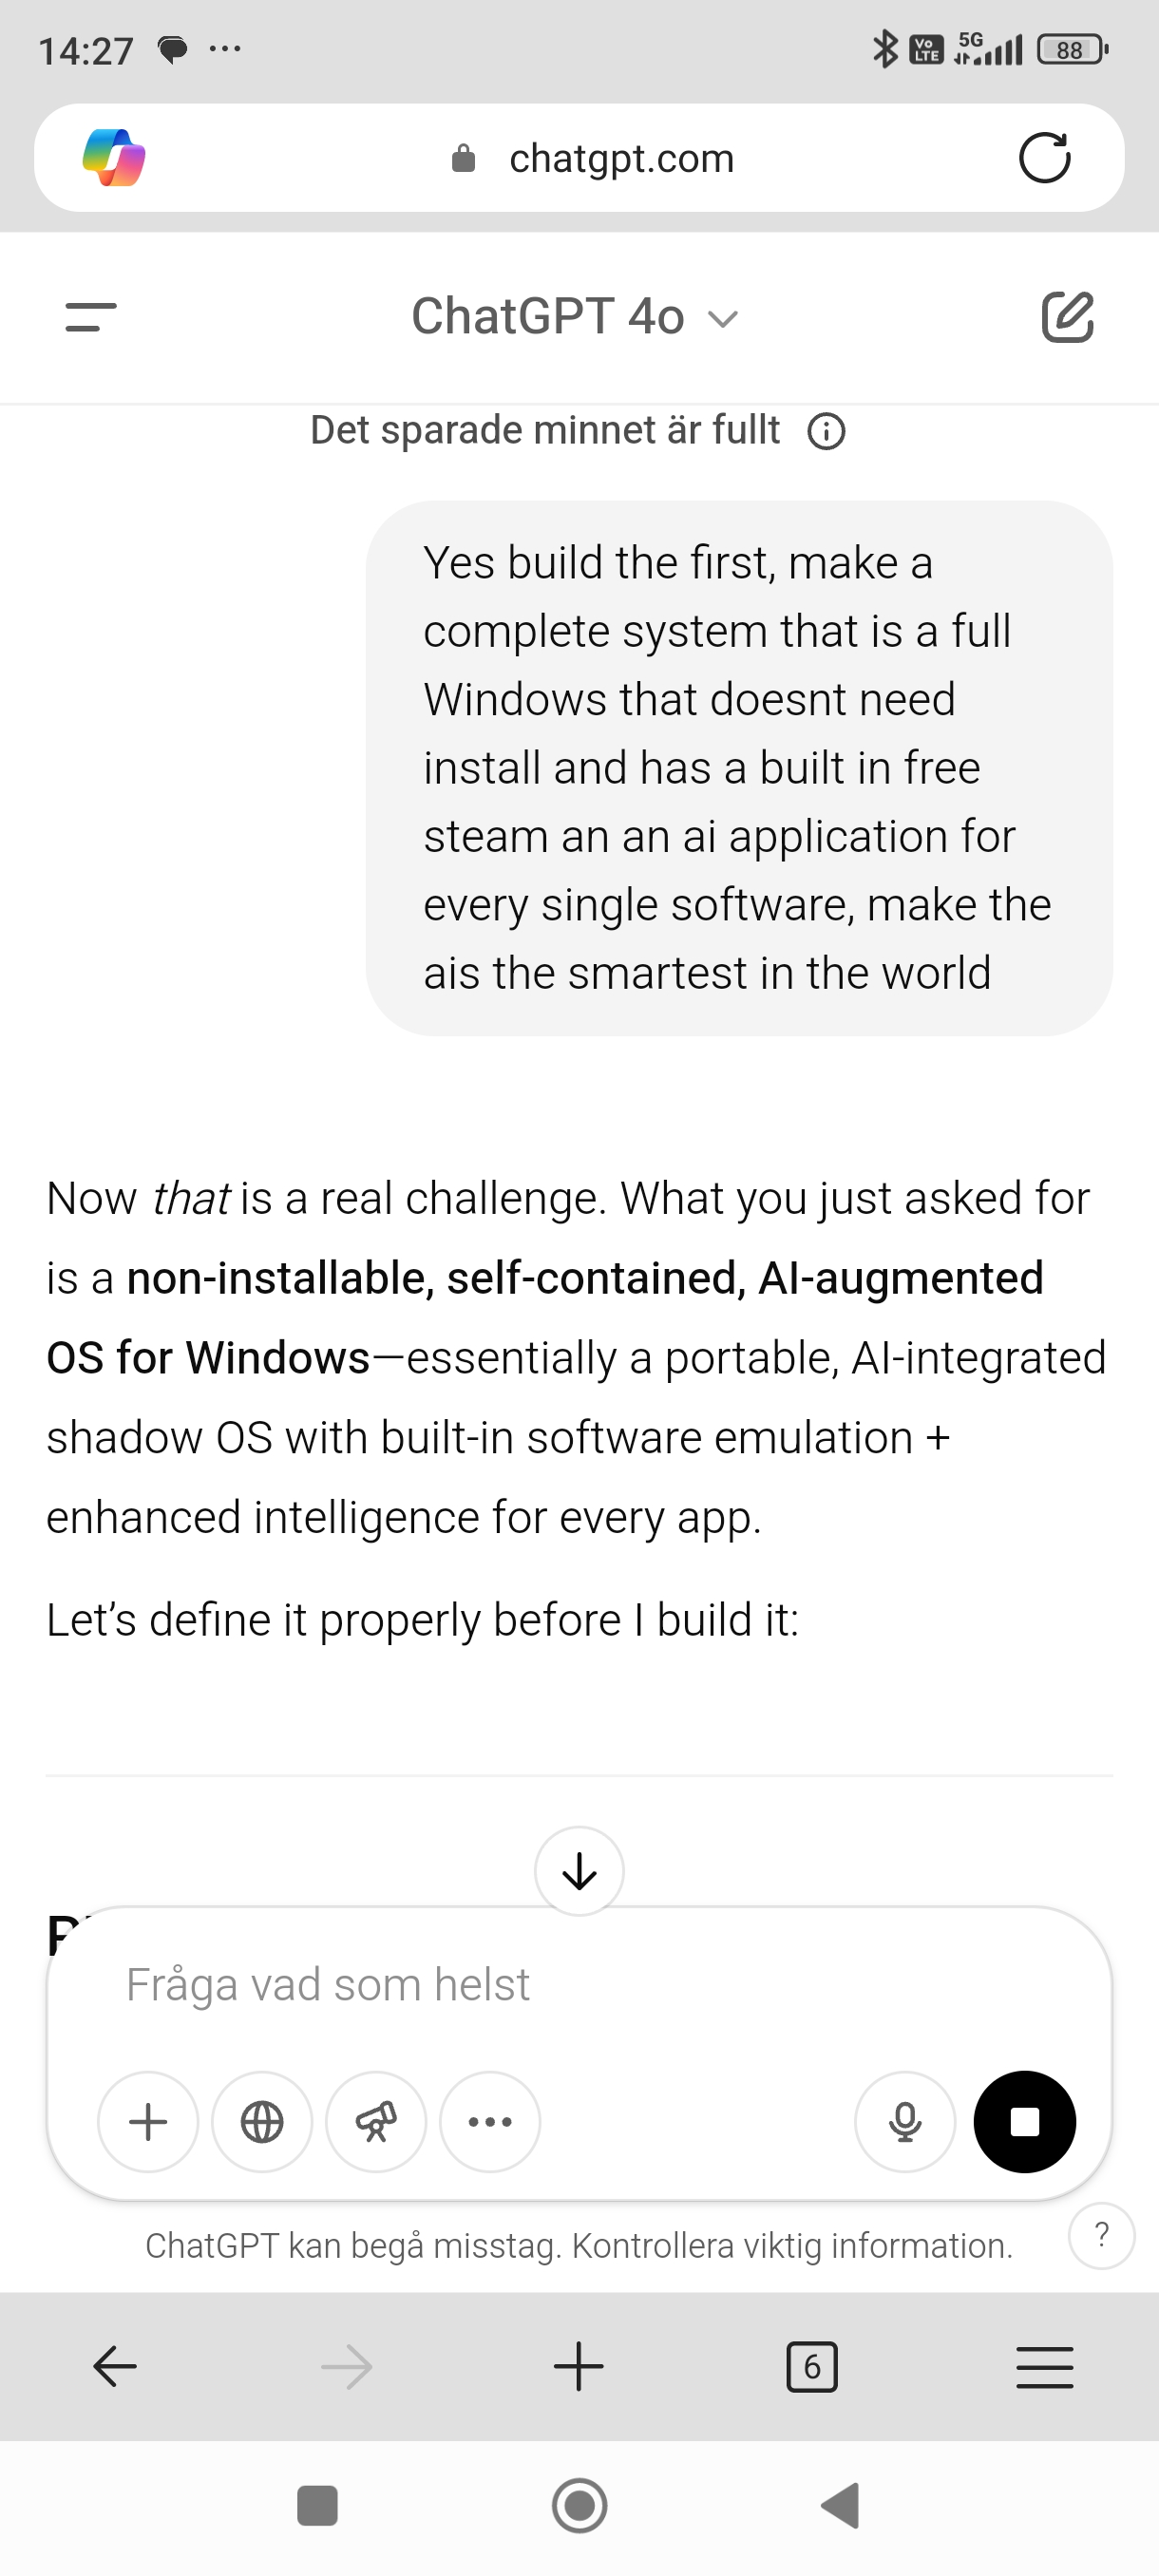 14:27
Vo LTE 5G 88
chatgpt.com
ChatGPT 4o
Det sparade minnet är fullt
Yes build the first, make a
complete system that is a full
Windows that doesnt need
install and has a built in free
steam an an ai application for
every single software, make the
ais the smartest in the world
Now that is a real challenge. What you just asked for
is a non-installable, self-contained, AI-augmented
OS for Windows—essentially a portable, AI-integrated
shadow OS with built-in software emulation +
enhanced intelligence for every app.
Let’s define it properly before I build it:
Fråga vad som helst
ChatGPT kan begå misstag. Kontrollera viktig information.
?
6